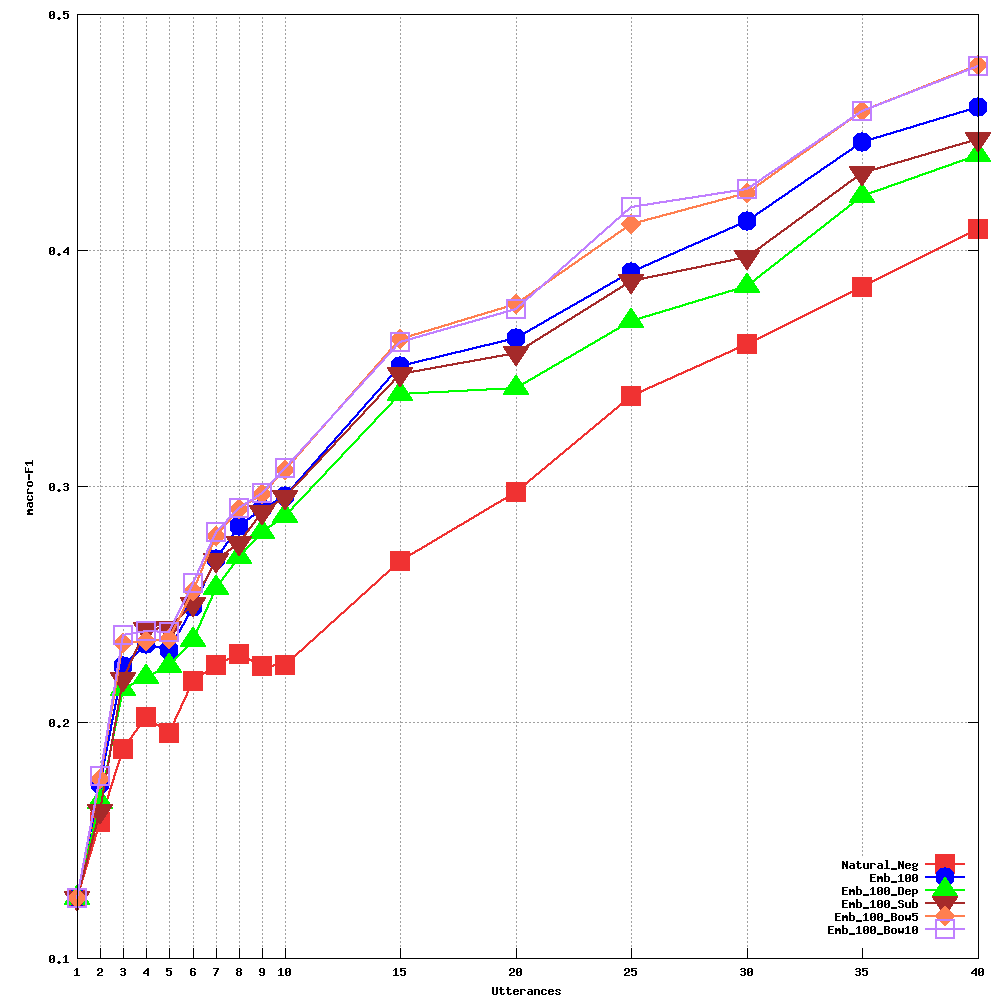 0.5
0.4
0.3
0.2
0.1
macro-F1
Natural_Neg
Emb_100
Emb_100_Dep
Emb_100_Sub
Emb_100_Bow5
Emb_100_Bow10
1 2 3 4 5 6 7 8 9 10 15 20 25 30 35 40
Utterances